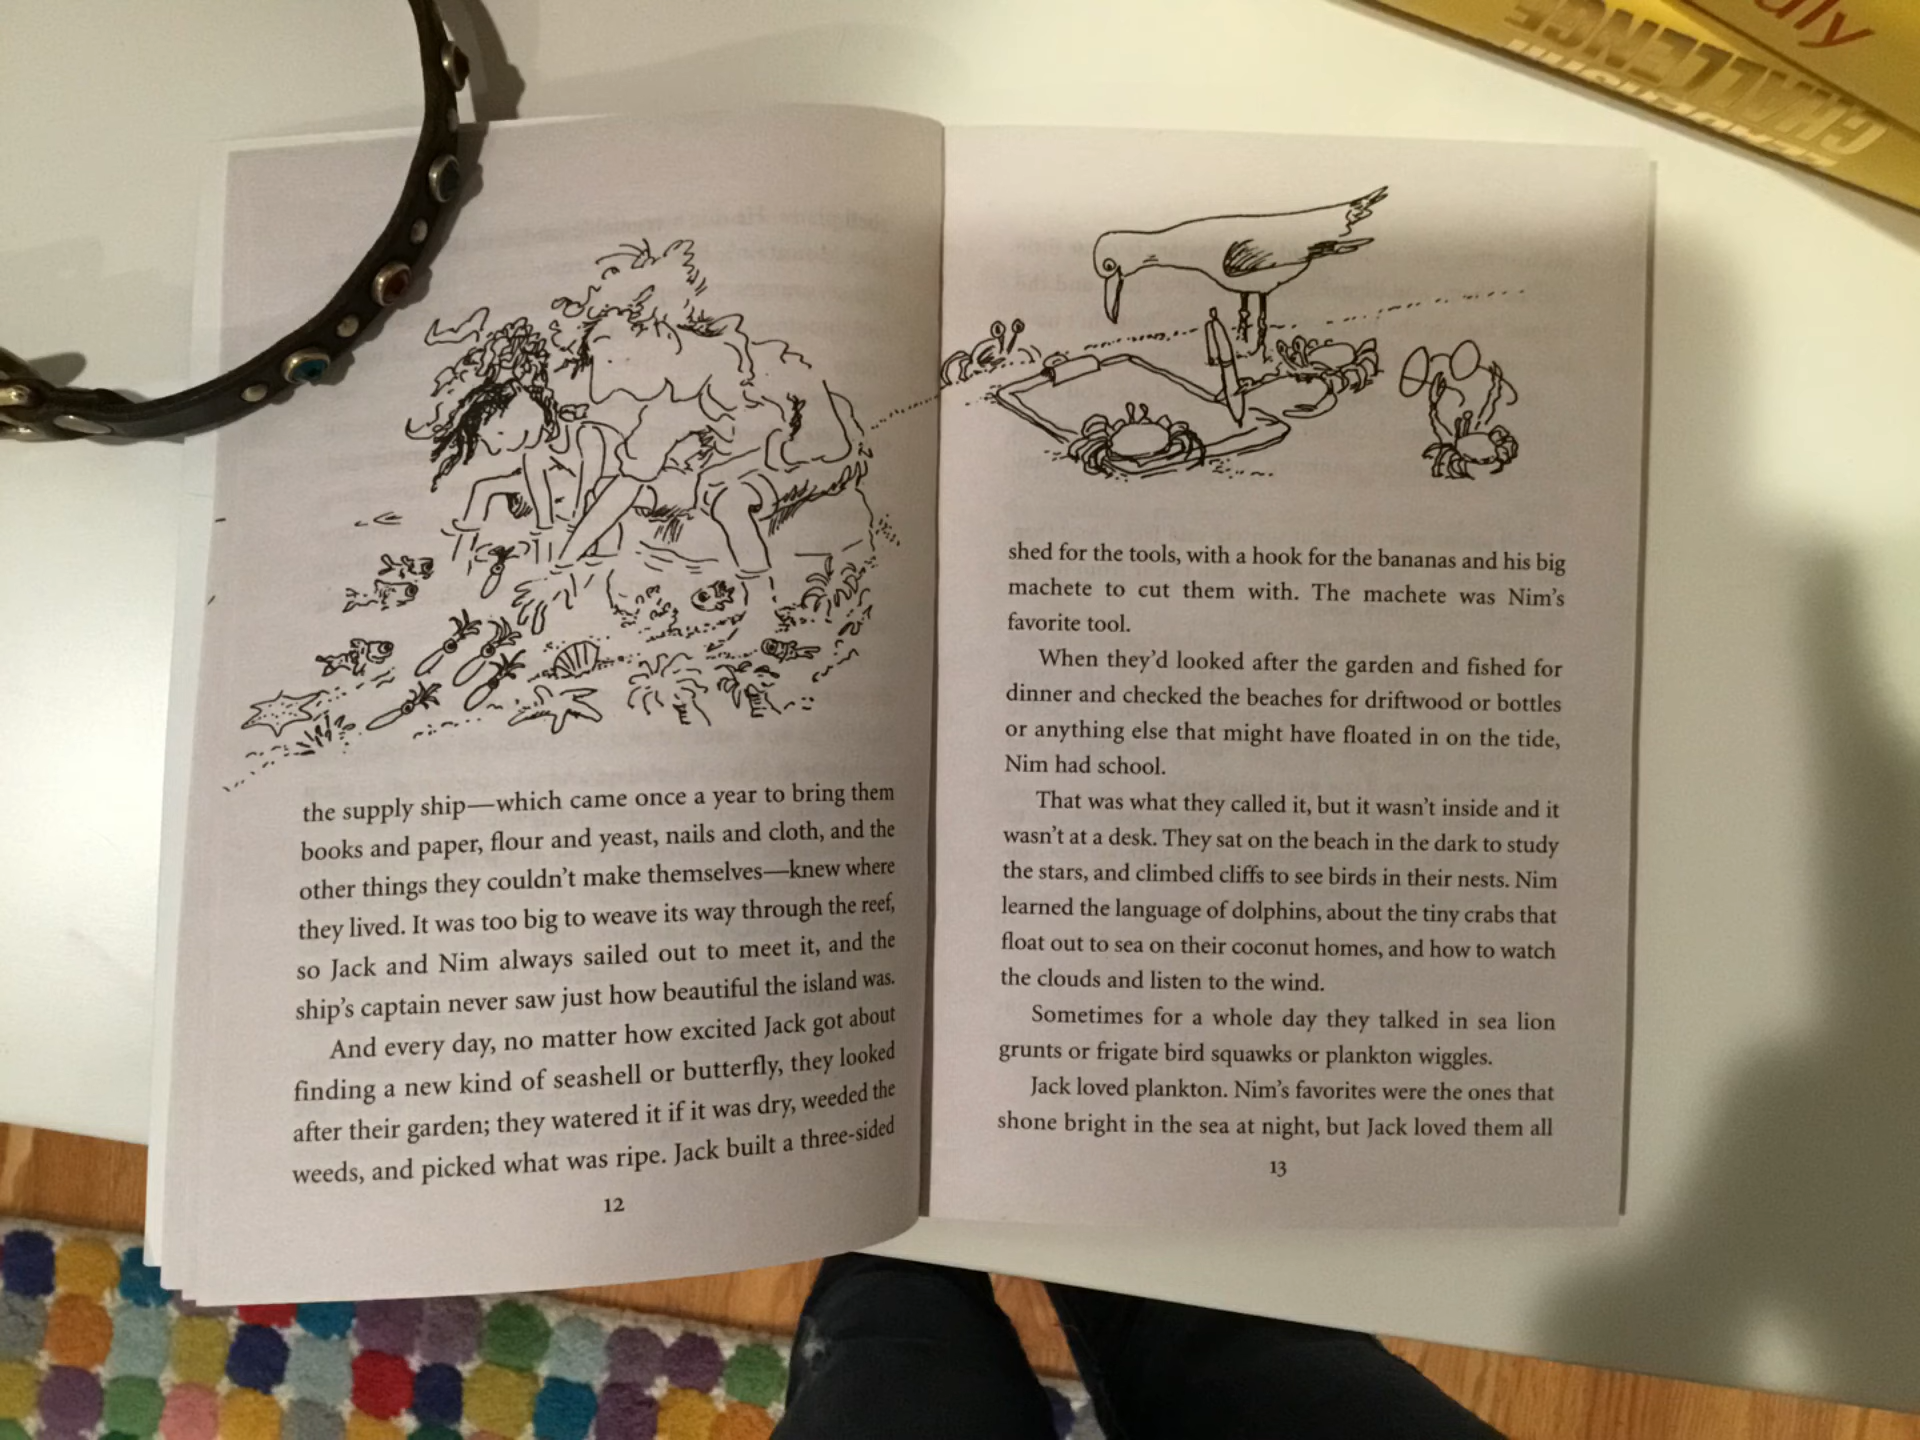 the supply ship—which came once a year to bring them
books and paper, flour and yeast, nails and cloth, and the
other things they couldn't make themselves—knew where
they lived. It was too big to weave its way through the reef,
so Jack and Nim always sailed out to meet it, and the
ship's captain never saw just how beautiful the island was.
And every day, no matter how excited Jack got about
finding a new kind of seashell or butterfly, they looked
after their garden; they watered it if it was dry, weeded the
weeds, and picked what was ripe. Jack built a three-sided
12
shed for the tools, with a hook for the bananas and his big
machete to cut them with. The machete was Nim's
favorite tool.
When they'd looked after the garden and fished for
dinner and checked the beaches for driftwood or bottles
or anything else that might have floated in on the tide,
Nim had school.
That was what they called it, but it wasn't inside and it
wasn't at a desk. They sat on the beach in the dark to study
the stars, and climbed cliffs to see birds in their nests. Nim
learned the language of dolphins, about the tiny crabs that
float out to sea on their coconut homes, and how to watch
the clouds and listen to the wind.
Sometimes for a whole day they talked in sea lion
grunts or frigate bird squawks or plankton wiggles.
Jack loved plankton. Nim's favorites were the ones that
shone bright in the sea at night, but Jack loved them all
13
CHALLENGE